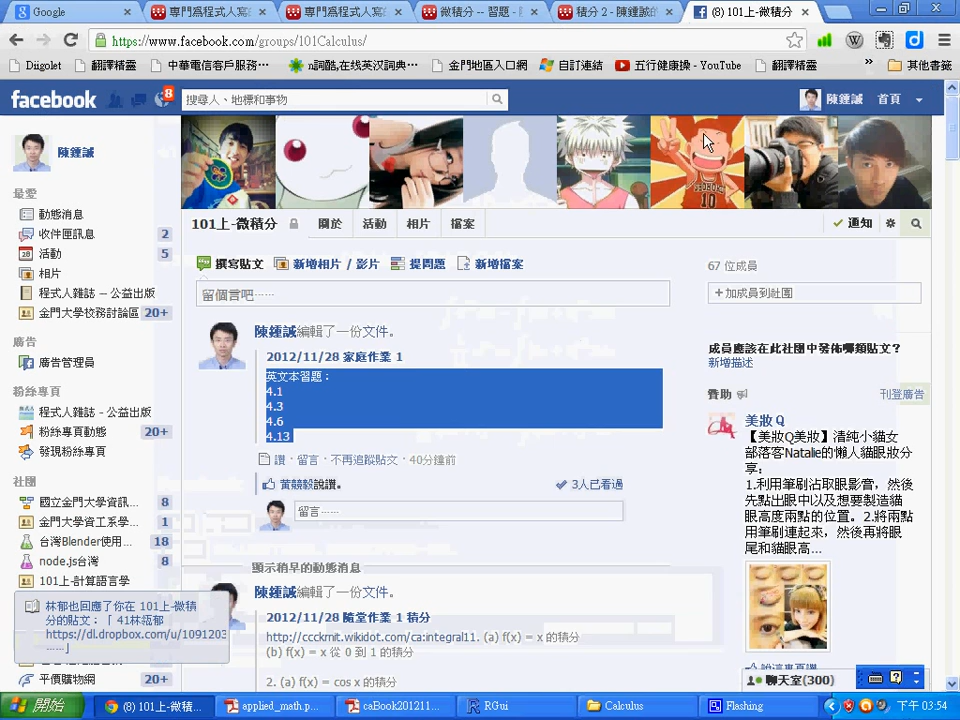 Google
專門爲程式人寫
專門爲程式人寫
微積分 -- 習題 -
積分 2 - 陳鍾誠的
(8) 101上-微積分
https://www.facebook.com/groups/101Calculus/
Diigolet
翻譯精靈
中華電信客戶服務…
n詞酷,在线英汉词典…
金門地區入口網
自訂連結
五行健康操 - YouTube
翻譯精靈
»
其他書籤
facebook
8
搜尋人、地標和事物
陳鍾誠
首頁
陳鍾誠
最愛
動態消息
收件匣訊息 2
活動 5
相片
程式人雜誌 — 公益出版
金門大學校務討論區 20+
廣告
廣告管理員
粉絲專頁
程式人雜誌 - 公益出版
粉絲專頁動態 20+
發現粉絲專頁
社團
國立金門大學資訊... 8
金門大學資工系學... 1
台灣Blender使用... 18
node.js台灣 8
101上-計算語言學
平價購物網 20+
林郁也回應了你在 101上-微積
分的貼文：「 41林𤧟郁
https://dl.dropbox.com/u/1091203
……」
101上-微積分
關於
活動
相片
檔案
通知
撰寫貼文
新增相片 / 影片
提問題
新增檔案
留個言吧……
陳鍾誠編輯了一份文件。
2012/11/28 家庭作業 1
英文本習題：
4.1
4.3
4.6
4.13
讚 · 留言 · 不再追蹤貼文 · 40分鐘前
說讚。
3人已看過
留言……
顯示稍早的動態消息
陳鍾誠編輯了一份文件。
2012/11/28 隨堂作業 1 積分
http://ccckmit.wikidot.com/ca:integral11. (a) f(x) = x 的積分
(b) f(x) = x 從 0 到 1 的積分
2. (a) f(x) = cos x 的積分
67 位成員
+加成員到社團
成員應該在此社團中發佈哪類貼文?
新增描述
贊助
刊登廣告
美妝Q
【美妝Q美妝】清純小貓女
部落客Natalie的懶人貓眼妝分
享：
1.利用筆刷沾取眼影膏，然後
先點出眼中以及想要製造貓
眼高度兩點的位置。2.將兩點
用筆刷連起來，然後再將眼
尾和貓眼高...
聊天室(300)
開始
(8) 101上-微積...
applied_math.p...
caBook201211...
RGui
Calculus
Flashing
下午 03:54